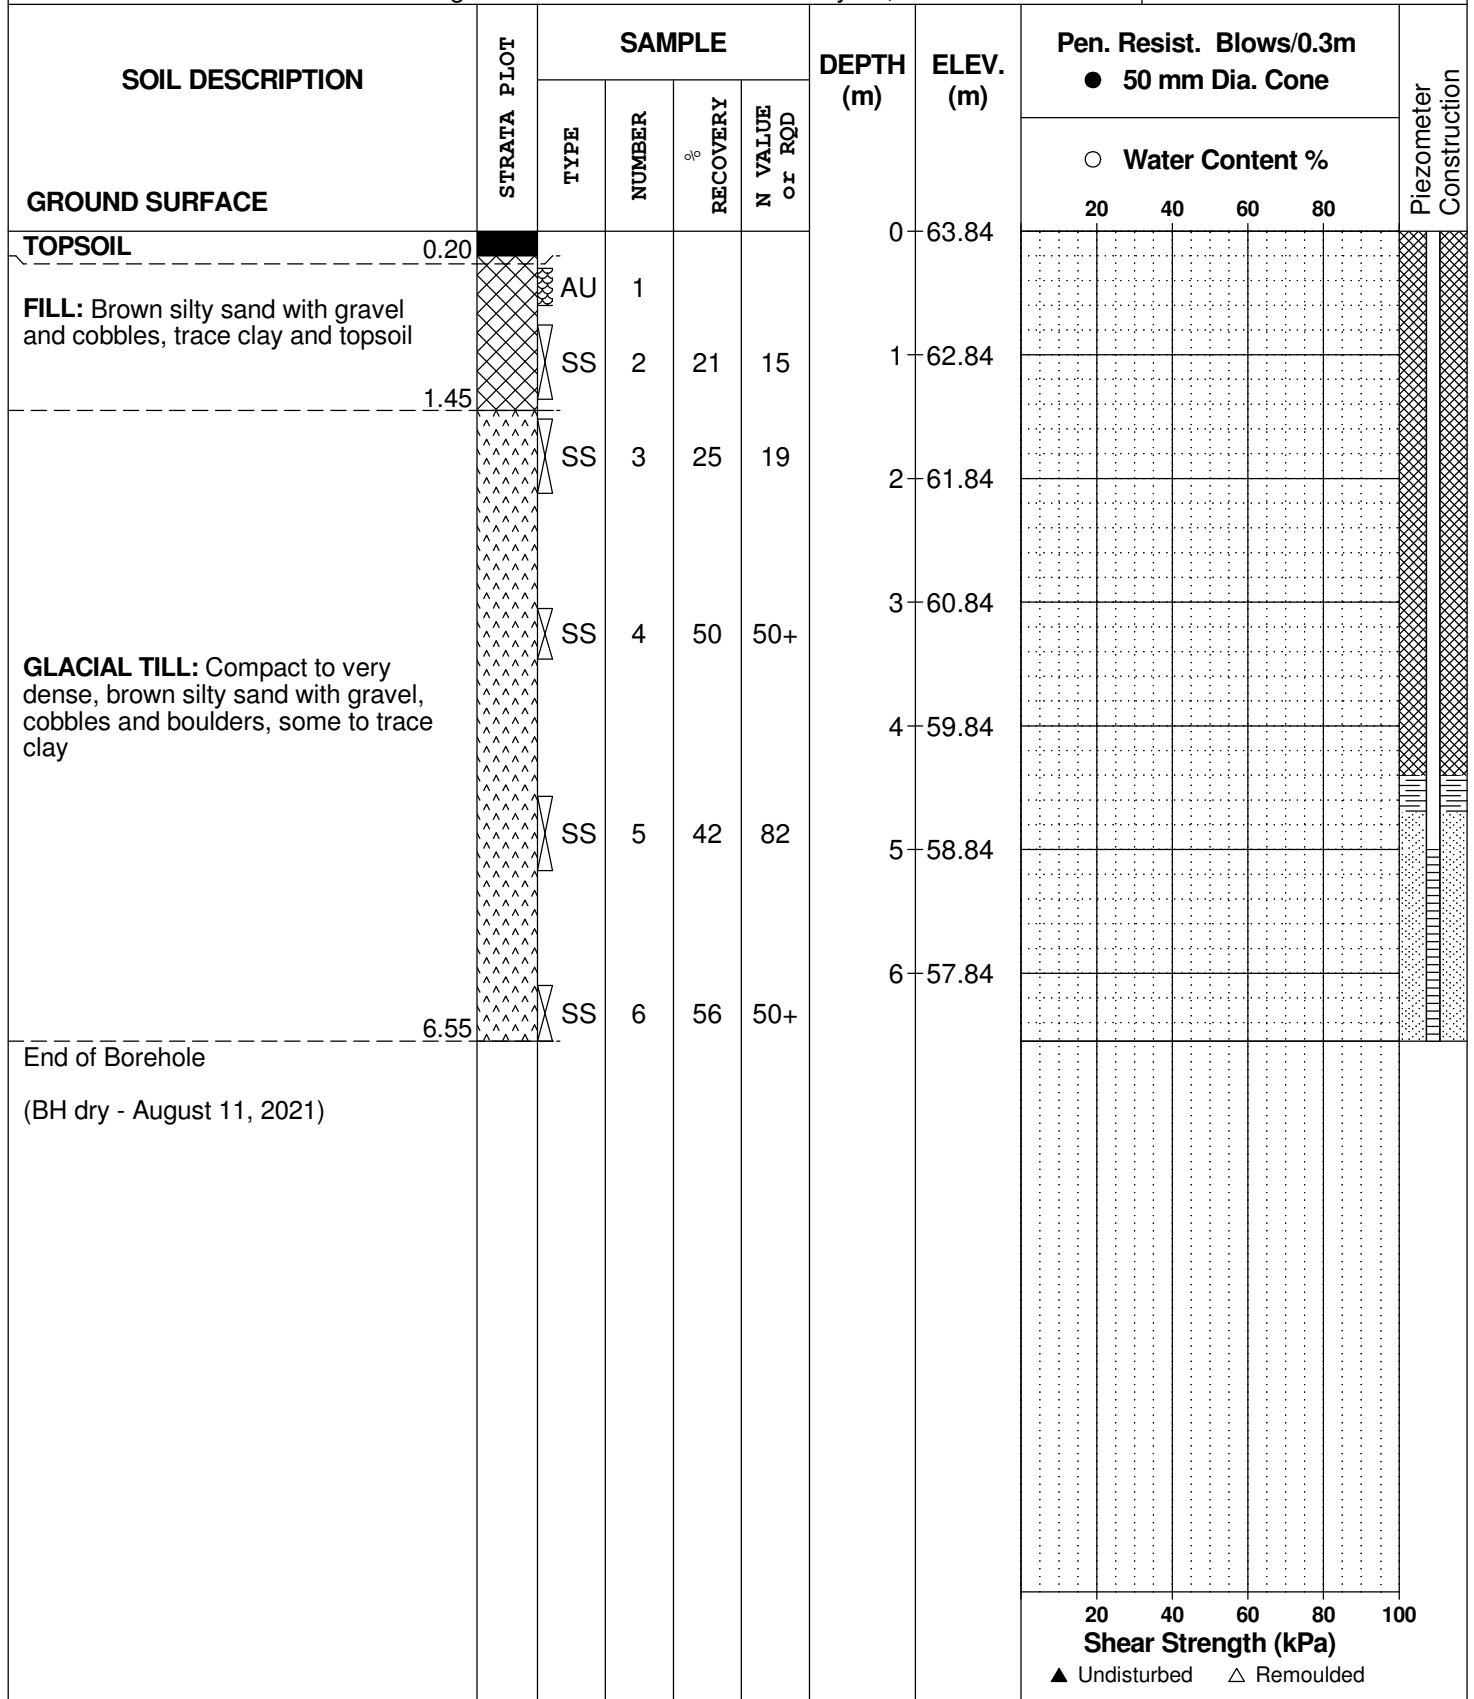 SOIL DESCRIPTION
GROUND SURFACE
STRATA PLOT
SAMPLE
TYPE
NUMBER
% RECOVERY
N VALUE or RQD
DEPTH (m)
ELEV. (m)
Pen. Resist. Blows/0.3m
● 50 mm Dia. Cone
○ Water Content %
20 40 60 80
Piezometer Construction
TOPSOIL 0.20
0 63.84
FILL: Brown silty sand with gravel
and cobbles, trace clay and topsoil
AU 1
SS 2 21 15
1 62.84
1.45
SS 3 25 19
2 61.84
3 60.84
SS 4 50 50+
GLACIAL TILL: Compact to very
dense, brown silty sand with gravel,
cobbles and boulders, some to trace
clay
4 59.84
SS 5 42 82
5 58.84
6 57.84
SS 6 56 50+
6.55
End of Borehole
(BH dry - August 11, 2021)
20 40 60 80 100
Shear Strength (kPa)
▲ Undisturbed △ Remoulded